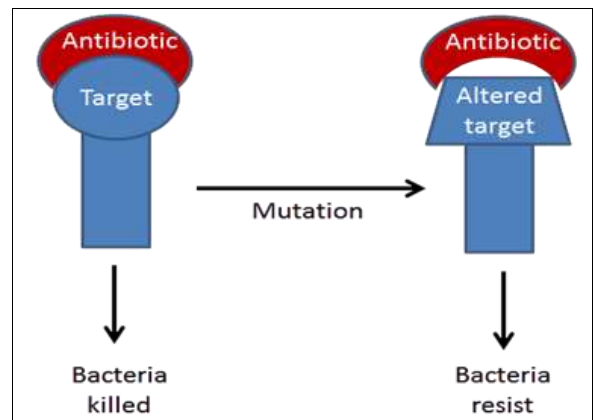 Antibiotic
Target
Mutation
Bacteria
killed
Antibiotic
Altered
target
Bacteria
resist